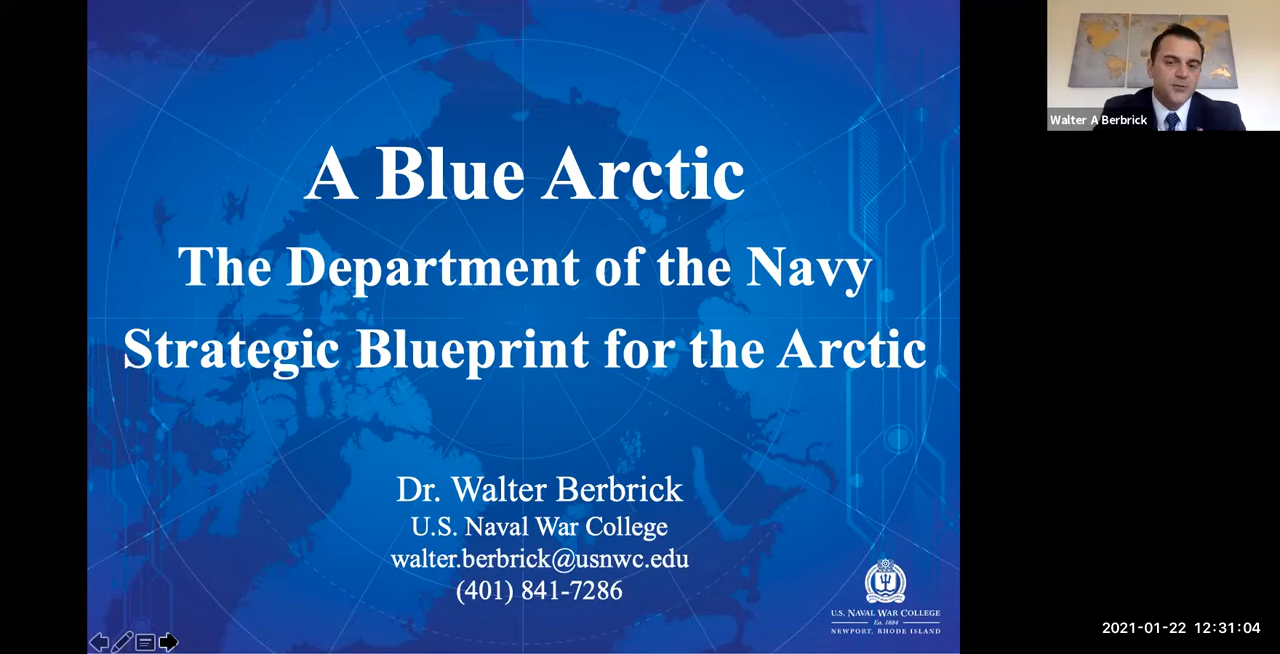 A Blue Arctic
The Department of the Navy
Strategic Blueprint for the Arctic
Dr. Walter Berbrick
U.S. Naval War College
walter.berbrick@usnwc.edu
(401) 841-7286
U.S. NAVAL WAR COLLEGE
Est. 1884
NEWPORT, RHODE ISLAND
Walter A Berbrick
2021-01-22 12:31:04